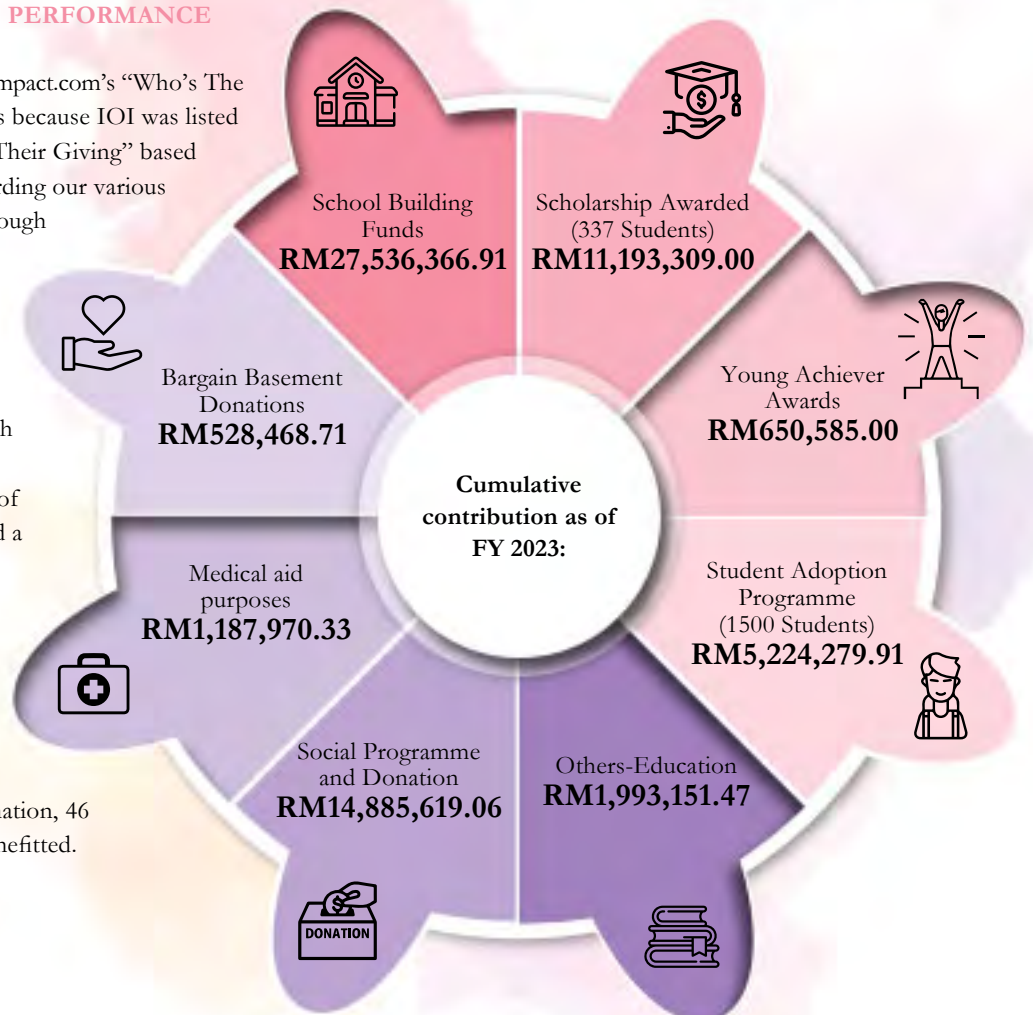 PERFORMANCE
mpact.com's “Who's The
s because IOI was listed
Their Giving” based
rding our various
ough
h
of
d a
ation, 46
nefitted.
School Building
Funds
RM27,536,366.91
Scholarship Awarded
(337 Students)
RM11,193,309.00
Young Achiever
Awards
RM650,585.00
Student Adoption
Programme
(1500 Students)
RM5,224,279.91
Others-Education
RM1,993,151.47
Social Programme
and Donation
RM14,885,619.06
DONATION
Medical aid
purposes
RM1,187,970.33
Bargain Basement
Donations
RM528,468.71
Cumulative
contribution as of
FY 2023: